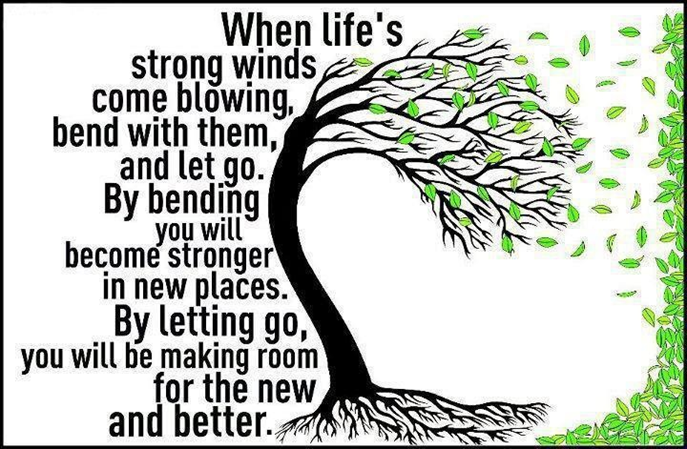 When life's
strong winds
come blowing,
bend with them,
and let go.
By bending
you will
become stronger
in new places.
By letting go,
you will be making room
for the new
and better.